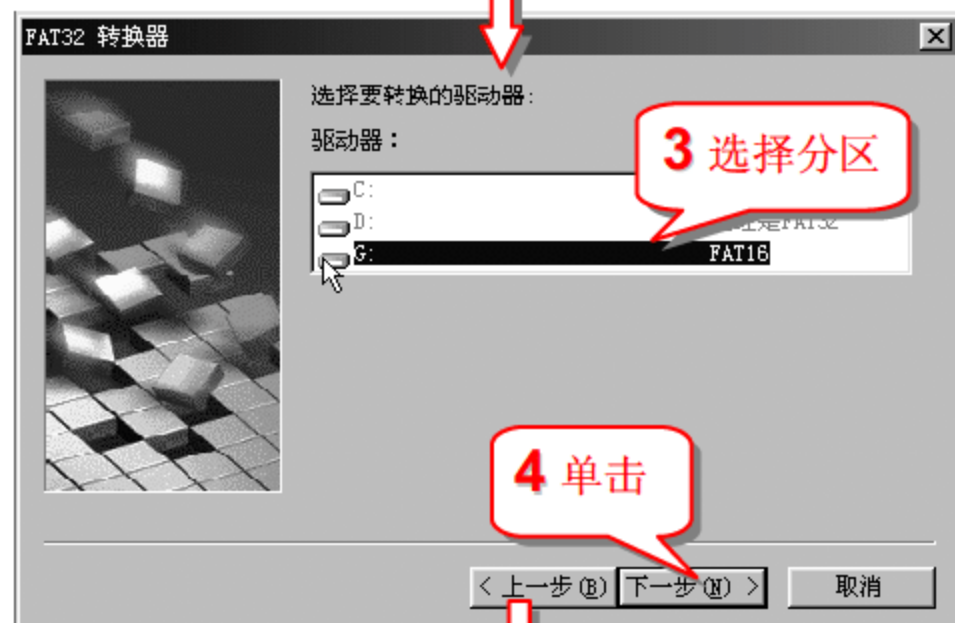 FAT32 转换器
选择要转换的驱动器:
驱动器：
3 选择分区
C:
D:
FAT32
G: FAT16
4 单击
< 上一步(B) 下一步(N) > 取消